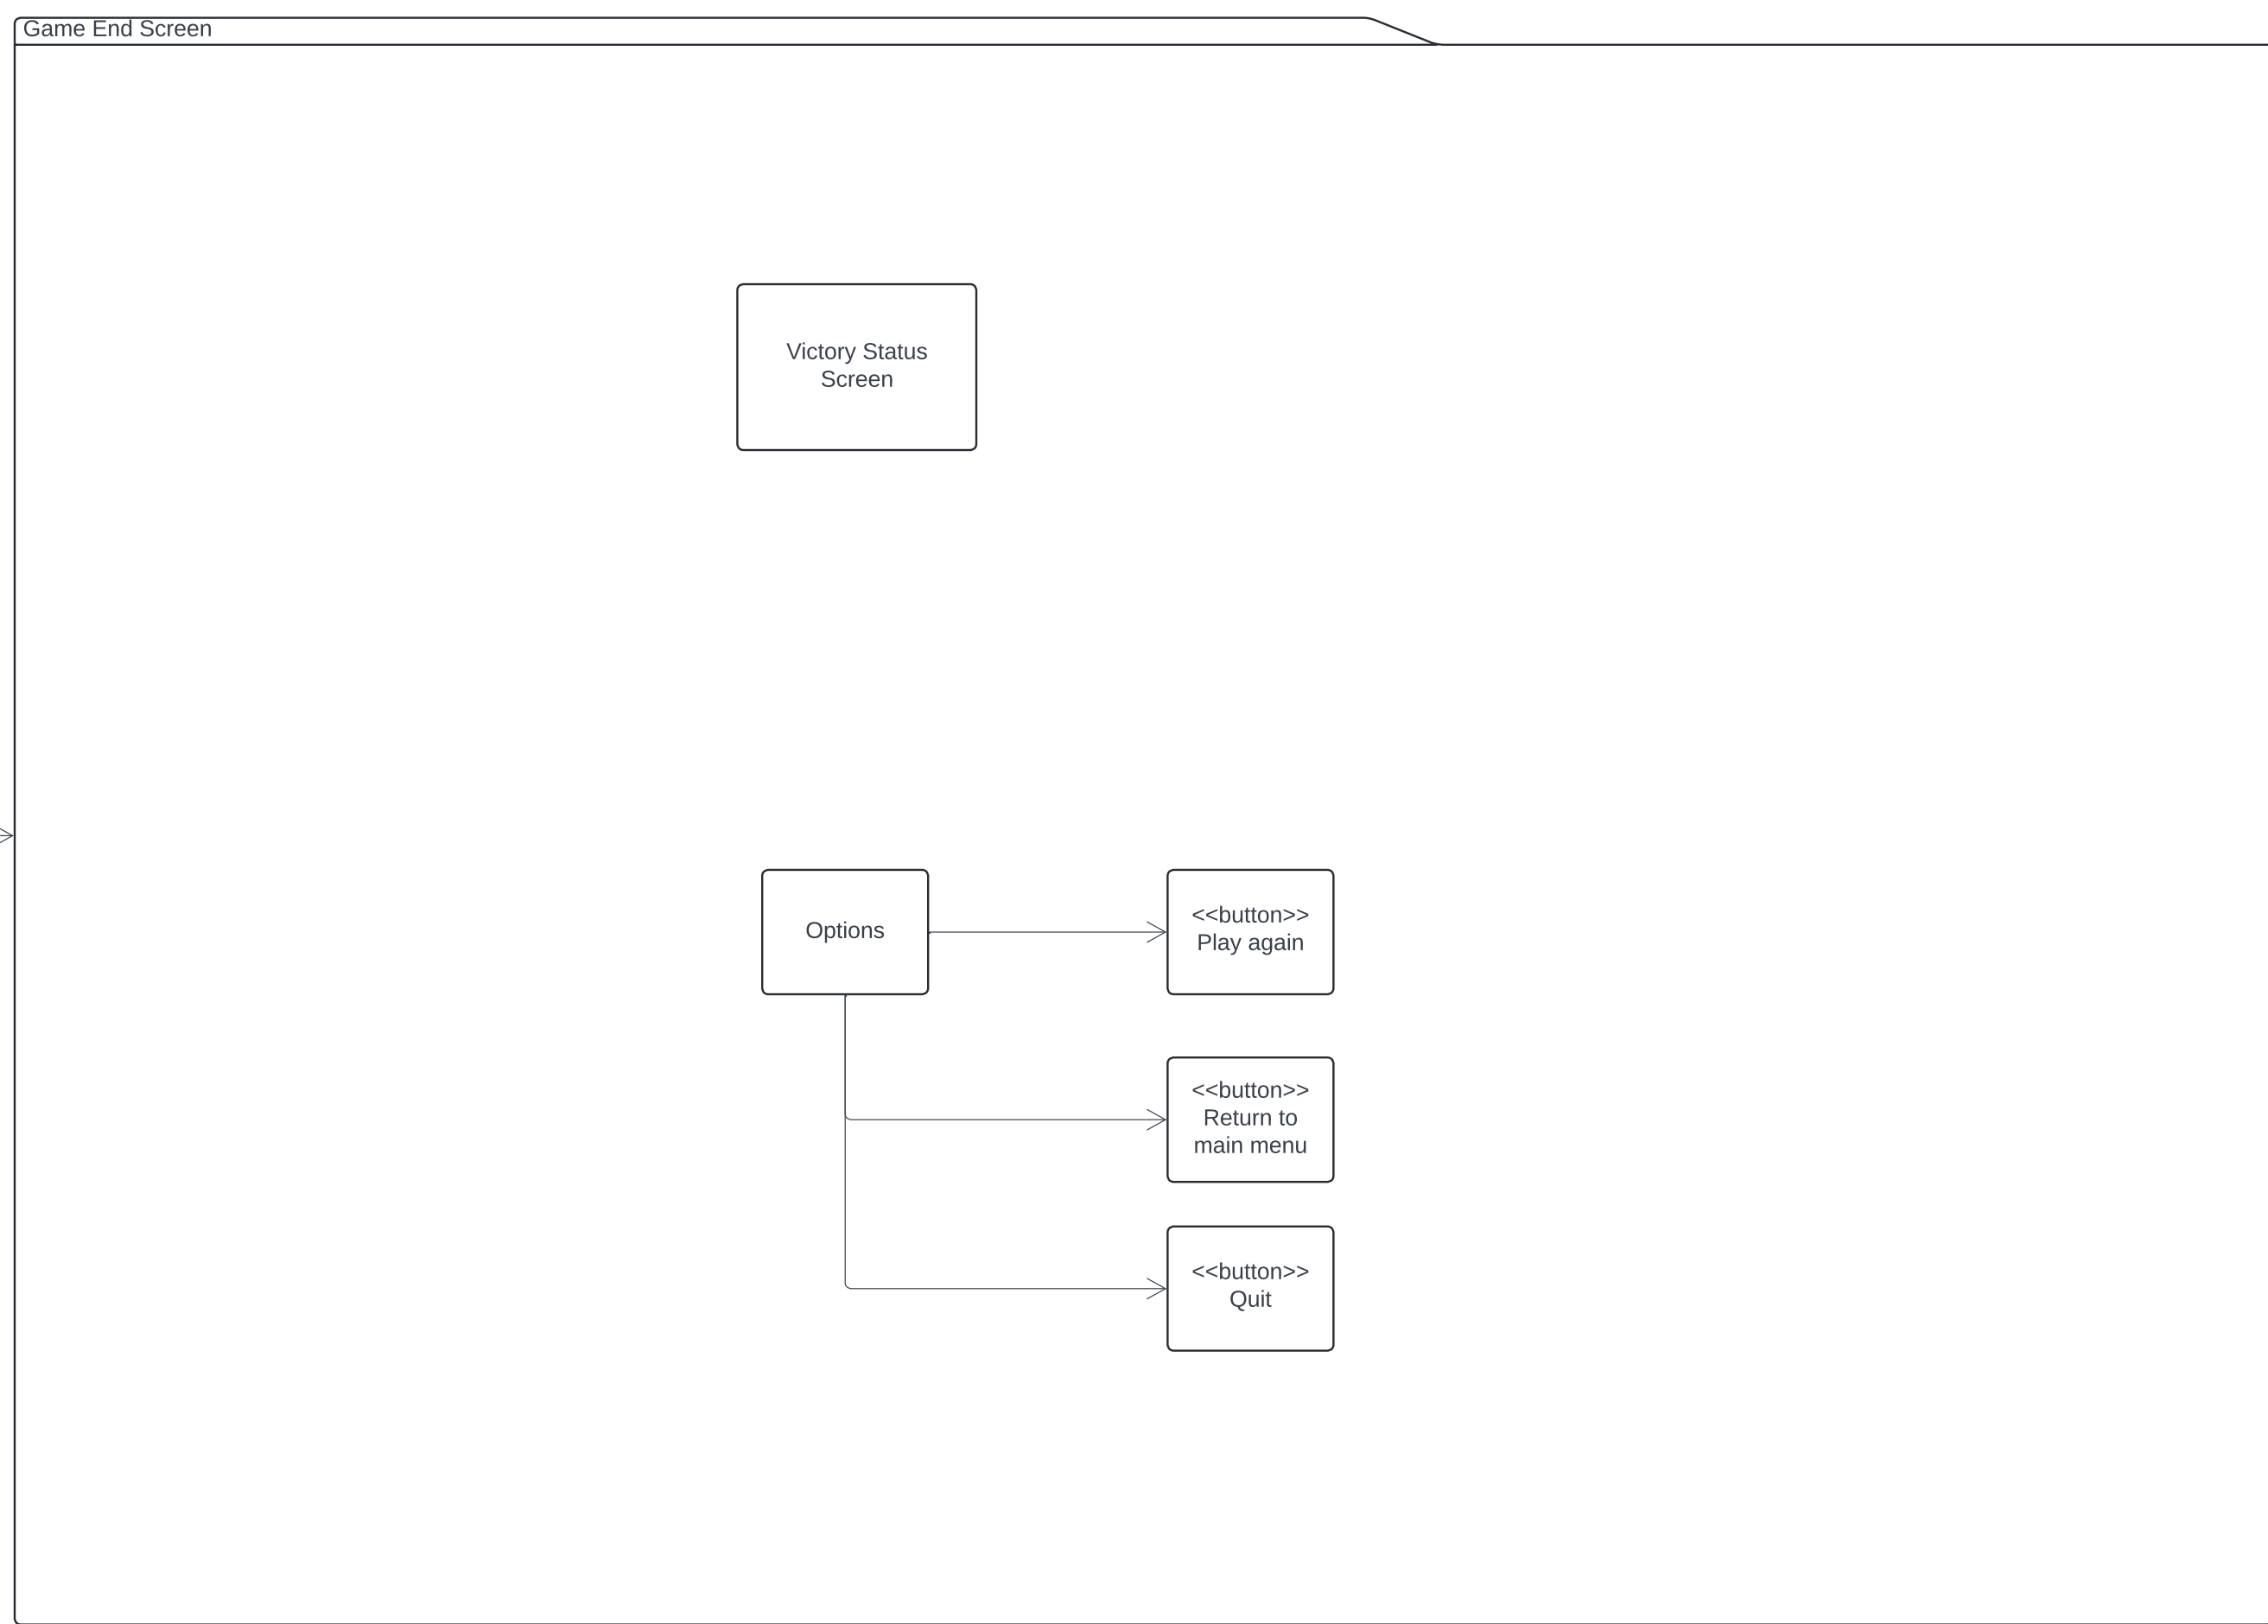 Game End Screen
Victory Status
Screen
Options
<<button>>
Play again
<<button>>
Return to
main menu
<<button>>
Quit